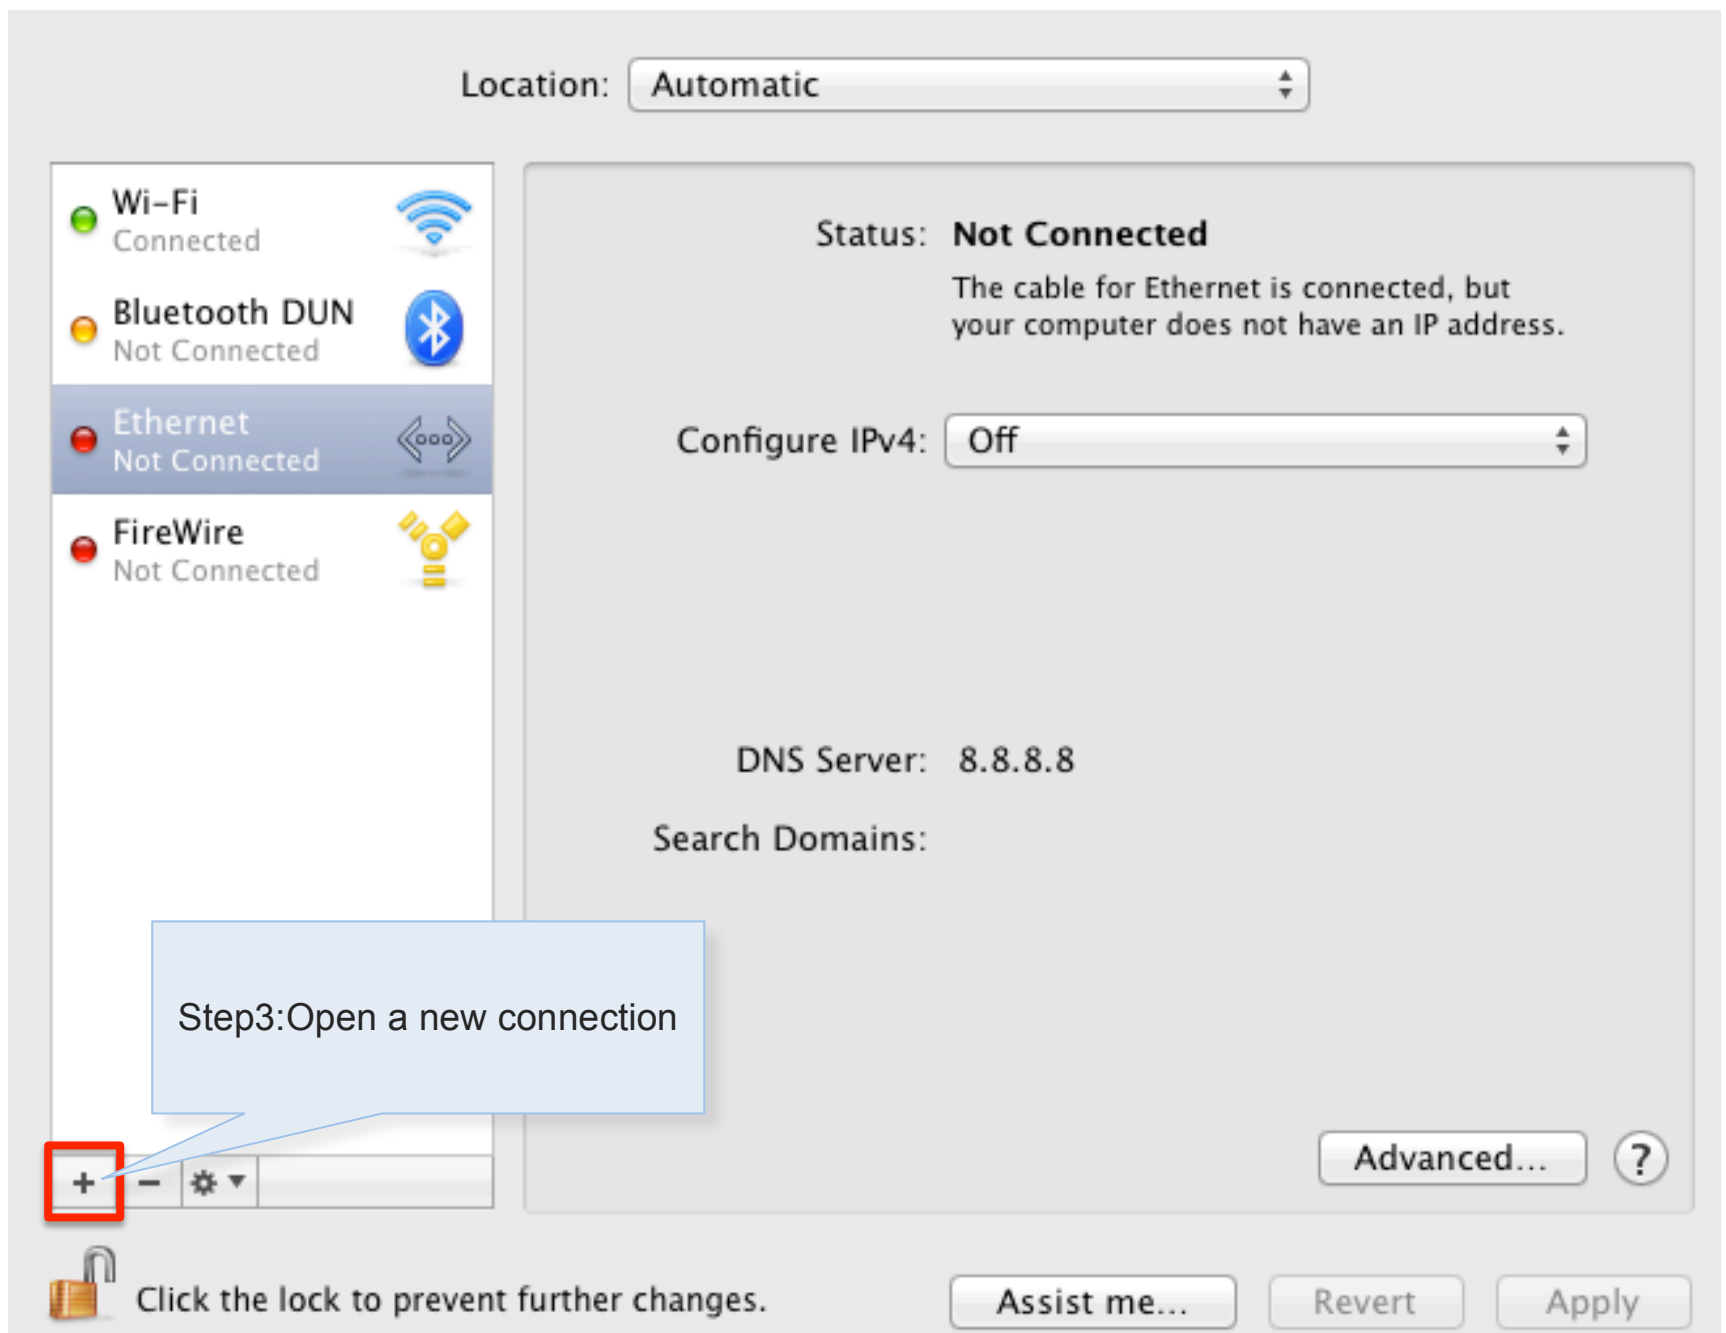 Location: Automatic
Wi-Fi
Connected
Bluetooth DUN
Not Connected
Ethernet
Not Connected
FireWire
Not Connected
Status: Not Connected
The cable for Ethernet is connected, but
your computer does not have an IP address.
Configure IPv4: Off
DNS Server: 8.8.8.8
Search Domains:
Step3:Open a new connection
+ −
Advanced... ?
Click the lock to prevent further changes.
Assist me... Revert Apply